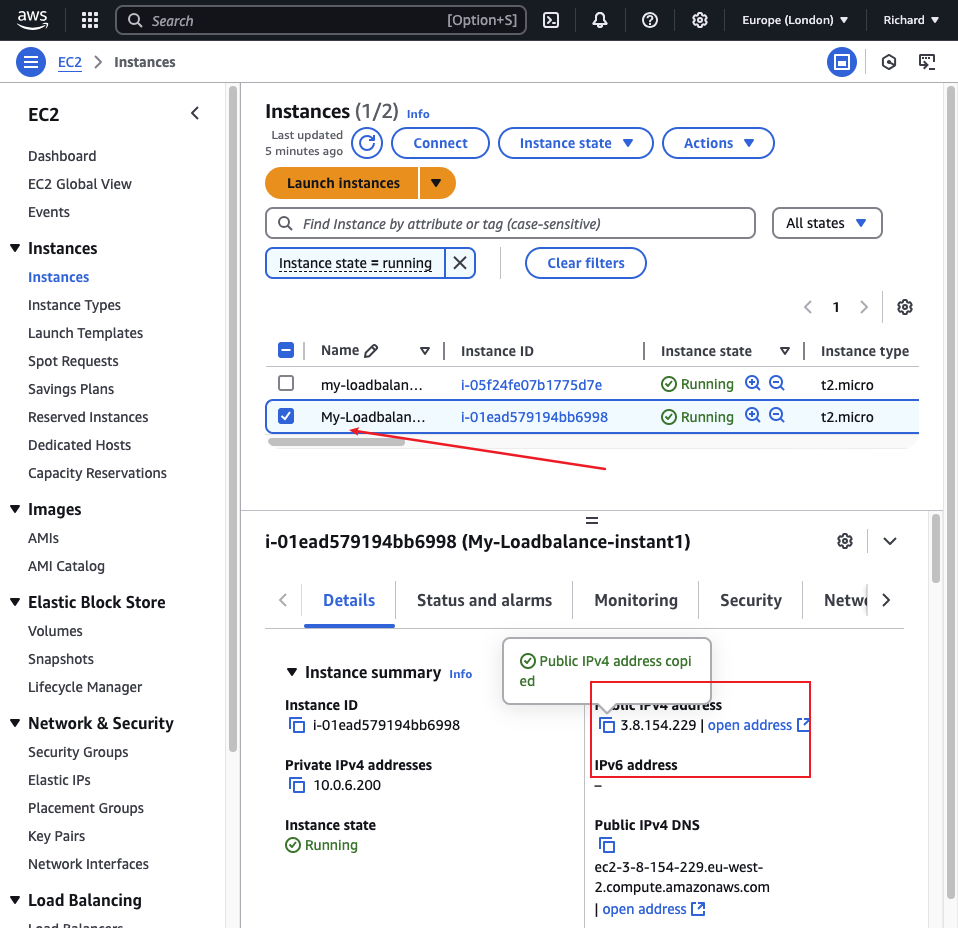 aws Search [Option+S] Europe (London) Richard
EC2 Instances
EC2
Dashboard
EC2 Global View
Events
Instances
Instances
Instance Types
Launch Templates
Spot Requests
Savings Plans
Reserved Instances
Dedicated Hosts
Capacity Reservations
Images
AMIs
AMI Catalog
Elastic Block Store
Volumes
Snapshots
Lifecycle Manager
Network & Security
Security Groups
Elastic IPs
Placement Groups
Key Pairs
Network Interfaces
Load Balancing
Load Balancers
Instances (1/2) Info
Last updated
5 minutes ago
Connect Instance state Actions
Launch instances
Find Instance by attribute or tag (case-sensitive) All states
Instance state = running Clear filters
1
Name Instance ID Instance state Instance type
my-loadbalan... i-05f24fe07b1775d7e Running t2.micro
My-Loadbalan... i-01ead579194bb6998 Running t2.micro
i-01ead579194bb6998 (My-Loadbalance-instant1)
Details Status and alarms Monitoring Security Netwo
Public IPv4 address copi
ed
Instance summary Info
Instance ID
i-01ead579194bb6998
Public IPv4 address
3.8.154.229 | open address
Private IPv4 addresses
10.0.6.200
IPv6 address
–
Instance state
Running
Public IPv4 DNS
ec2-3-8-154-229.eu-west-
2.compute.amazonaws.com
| open address